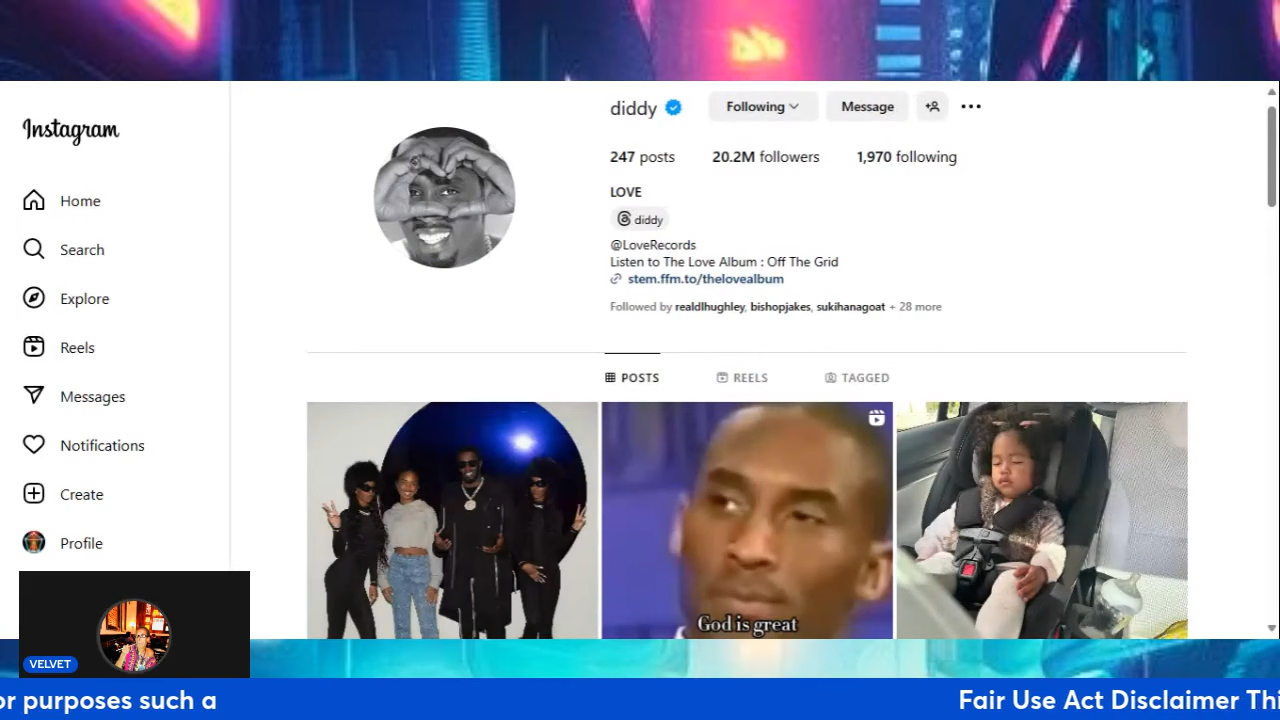 Instagram
Home
Search
Explore
Reels
Messages
Notifications
Create
Profile
diddy
Following
Message
247 posts
20.2M followers
1,970 following
LOVE
diddy
@LoveRecords
Listen to The Love Album : Off The Grid
stem.ffm.to/thelovealbum
Followed by realdlhughley, bishopjakes, sukihanagoat + 28 more
POSTS
REELS
TAGGED
God is great
VELVET
or purposes such a
Fair Use Act Disclaimer Thi